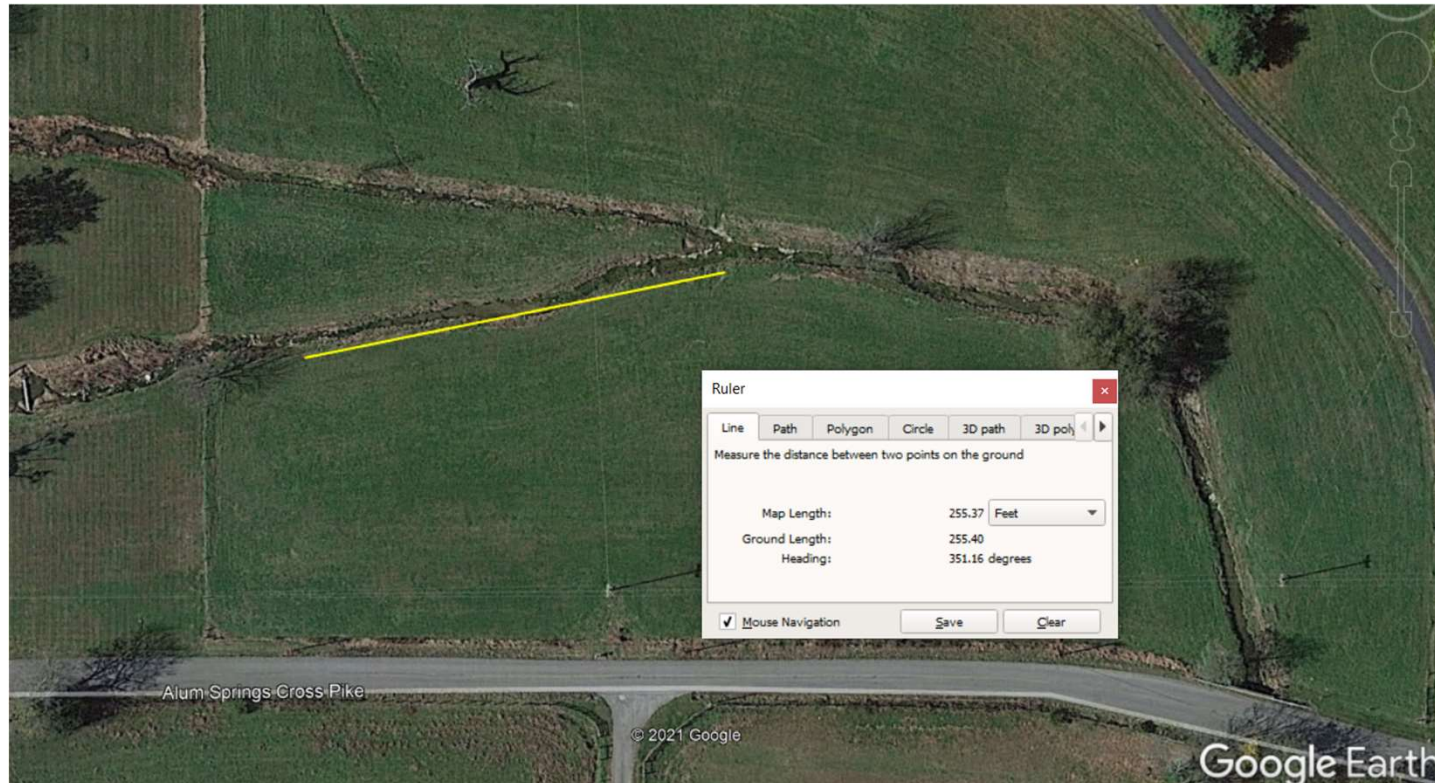 Ruler
Line Path Polygon Circle 3D path
Measure the distance between two points on the ground
Map Length: 255.37 Feet
Ground Length: 255.40
Heading: 351.16 degrees
Mouse Navigation Save Clear
Alum Springs Cross Pike
© 2021 Google
Google Earth